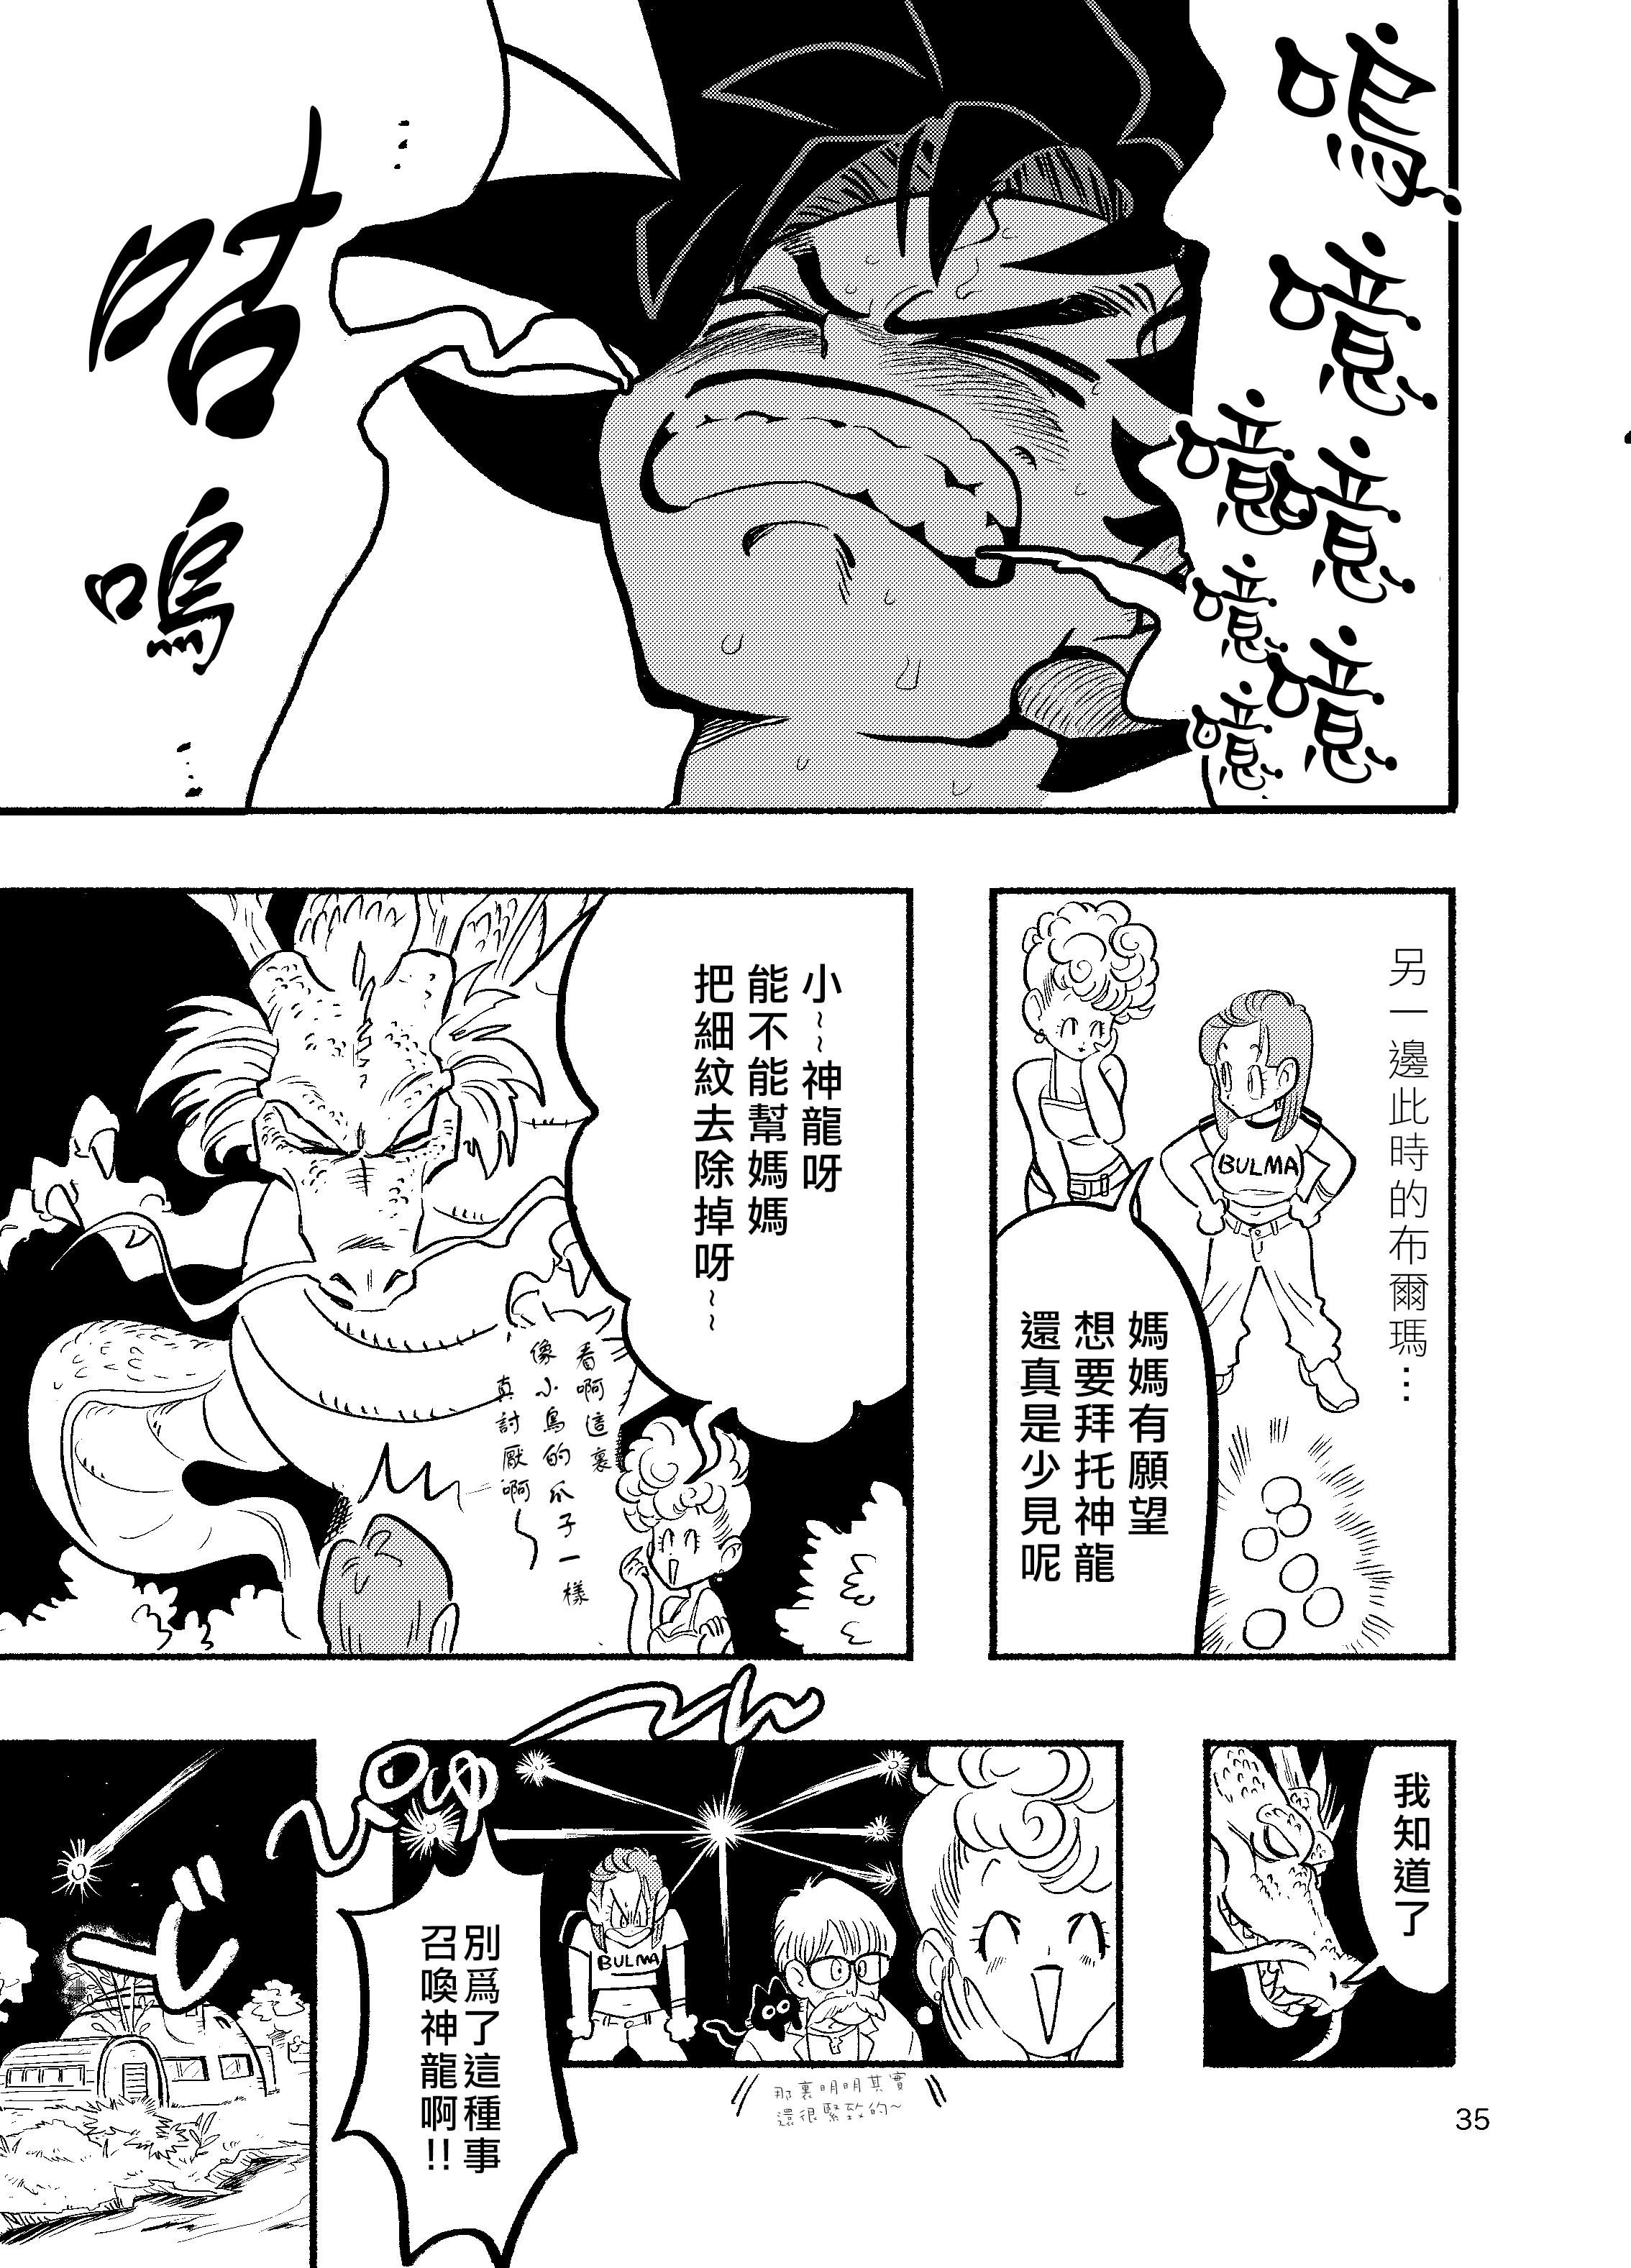 嗚
噫
噫
噫
噫
噫
噫
咕
嗚
另一邊此時的布爾瑪…
BULMA
媽媽有願望
想要拜托神龍
還真是少見呢
小~~神龍呀
能不能幫媽媽
把細紋去除掉呀~~
看啊這裏
像小鳥的爪子一樣
真討厭啊~
我知道了
BULMA
那裏明明其實
還很緊致的~
ぴゅ〜ん
別爲了這種事
召喚神龍啊!!
ビ
35